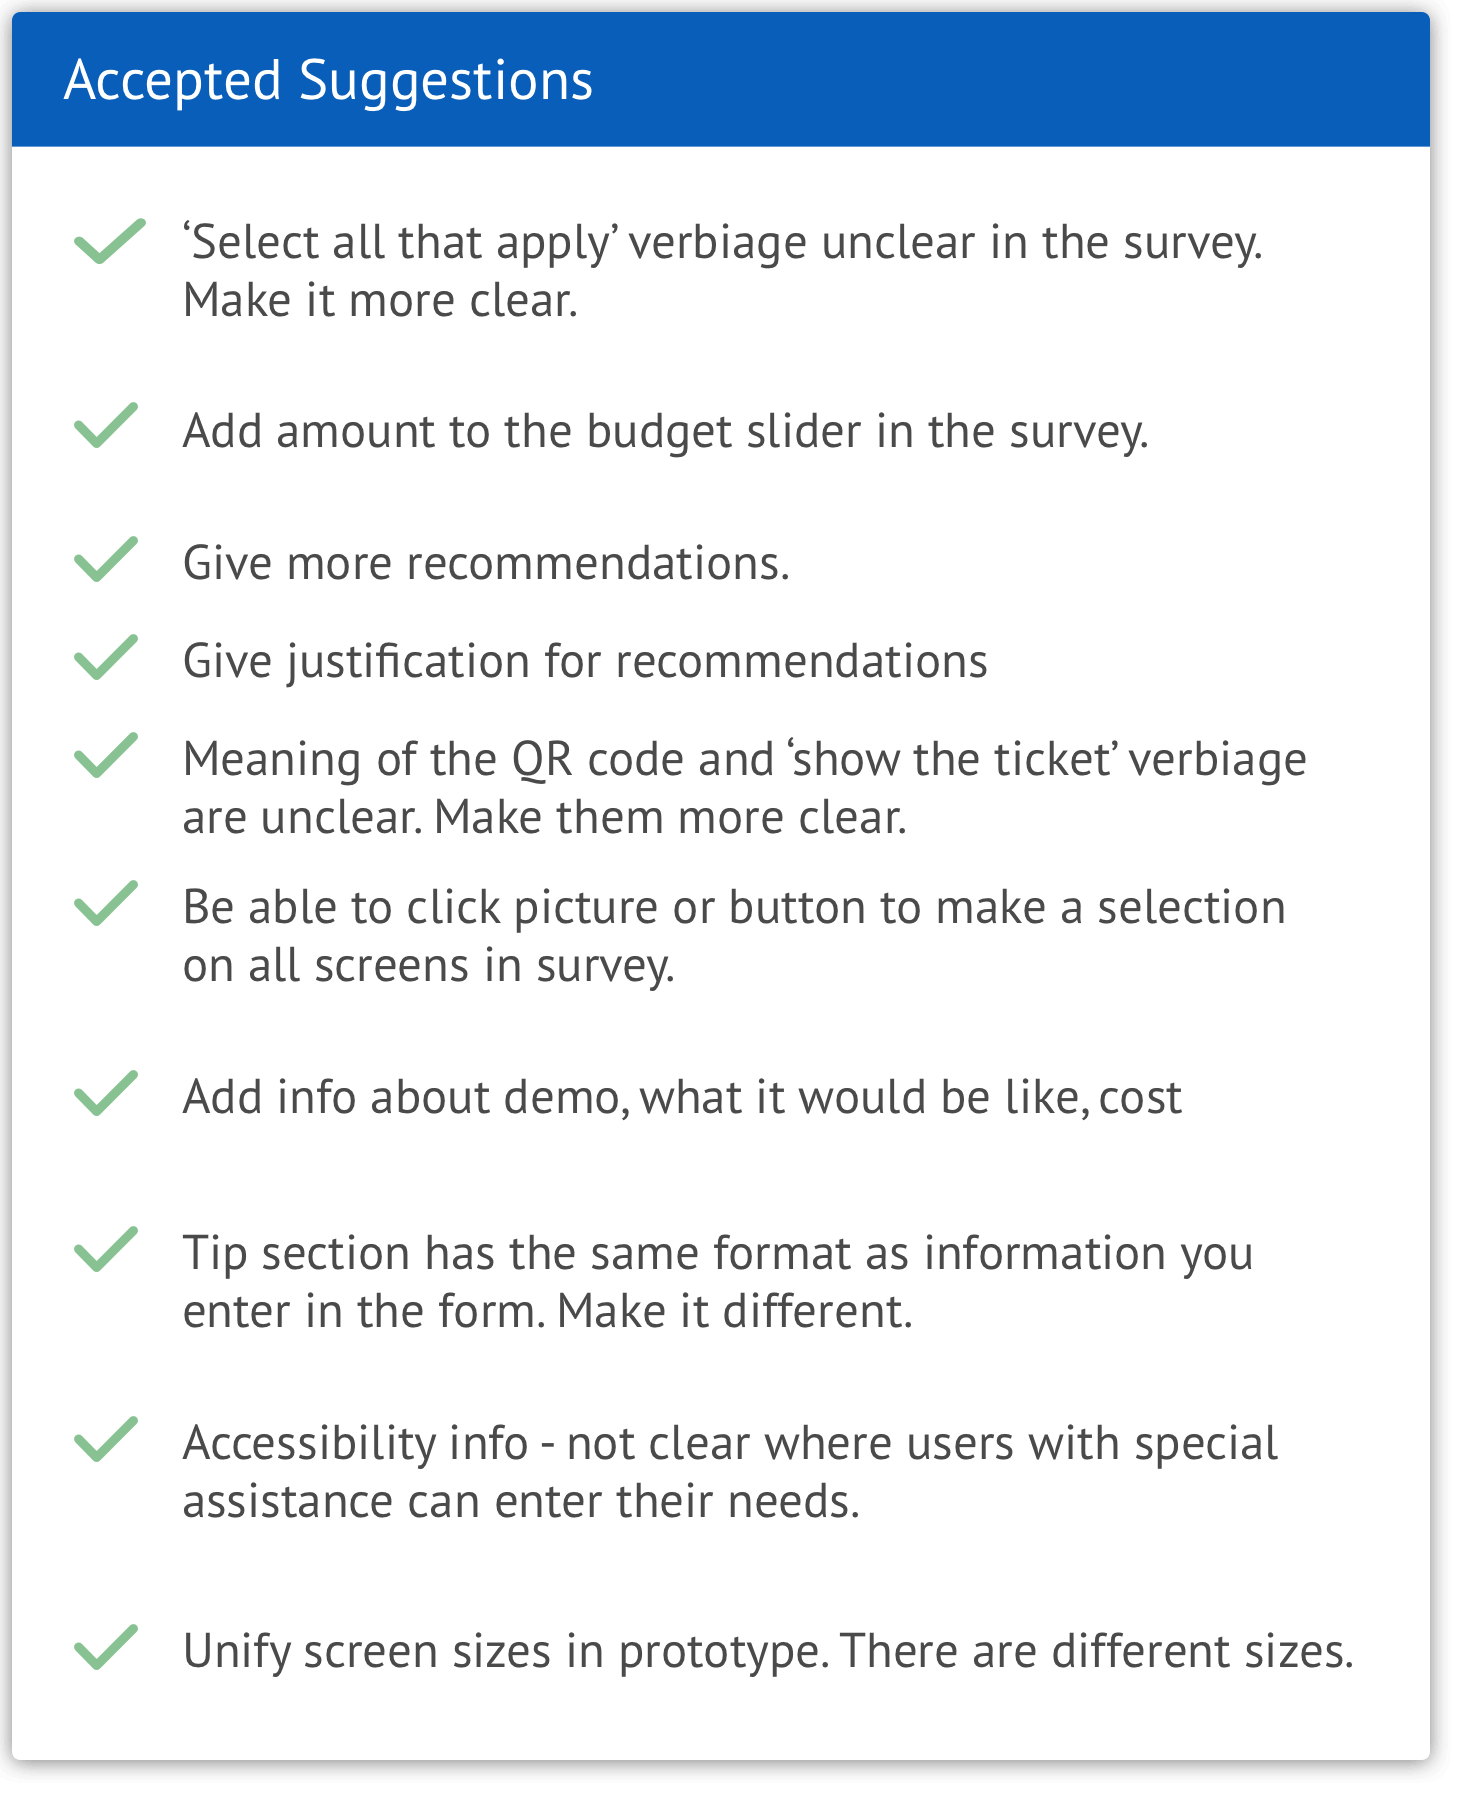 Accepted Suggestions
‘Select all that apply’ verbiage unclear in the survey.
Make it more clear.
Add amount to the budget slider in the survey.
Give more recommendations.
Give justification for recommendations
Meaning of the QR code and ‘show the ticket’ verbiage
are unclear. Make them more clear.
Be able to click picture or button to make a selection
on all screens in survey.
Add info about demo, what it would be like, cost
Tip section has the same format as information you
enter in the form. Make it different.
Accessibility info - not clear where users with special
assistance can enter their needs.
Unify screen sizes in prototype. There are different sizes.